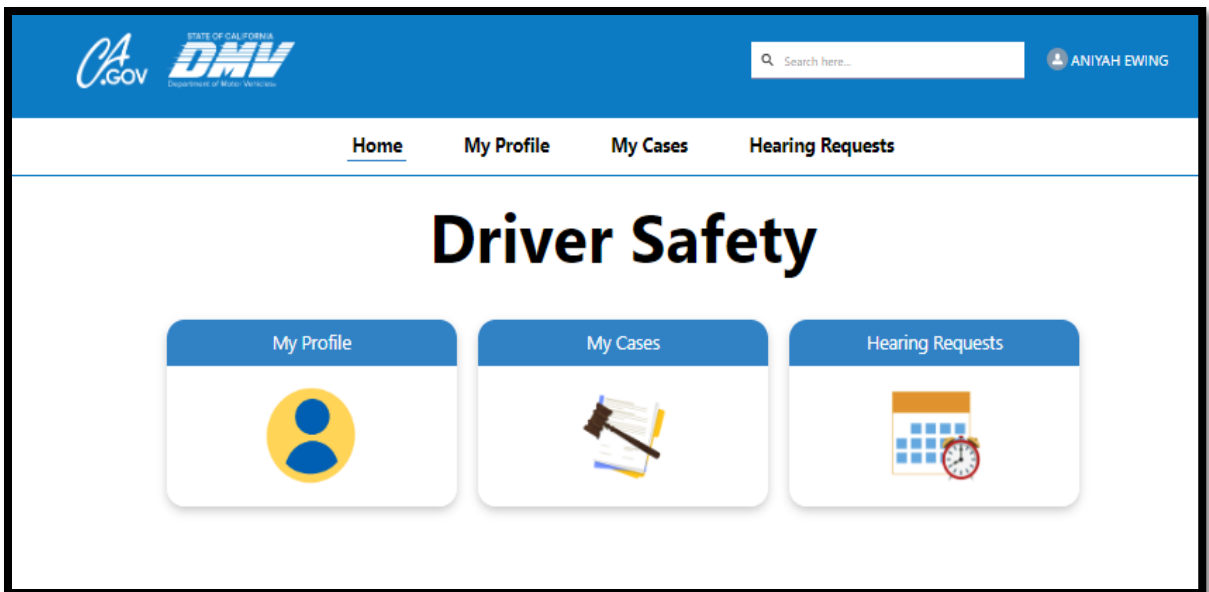 CA.GOV
STATE OF CALIFORNIA
DMV
Department of Motor Vehicles
Search here...
ANIYAH EWING
Home My Profile My Cases Hearing Requests
Driver Safety
My Profile My Cases Hearing Requests